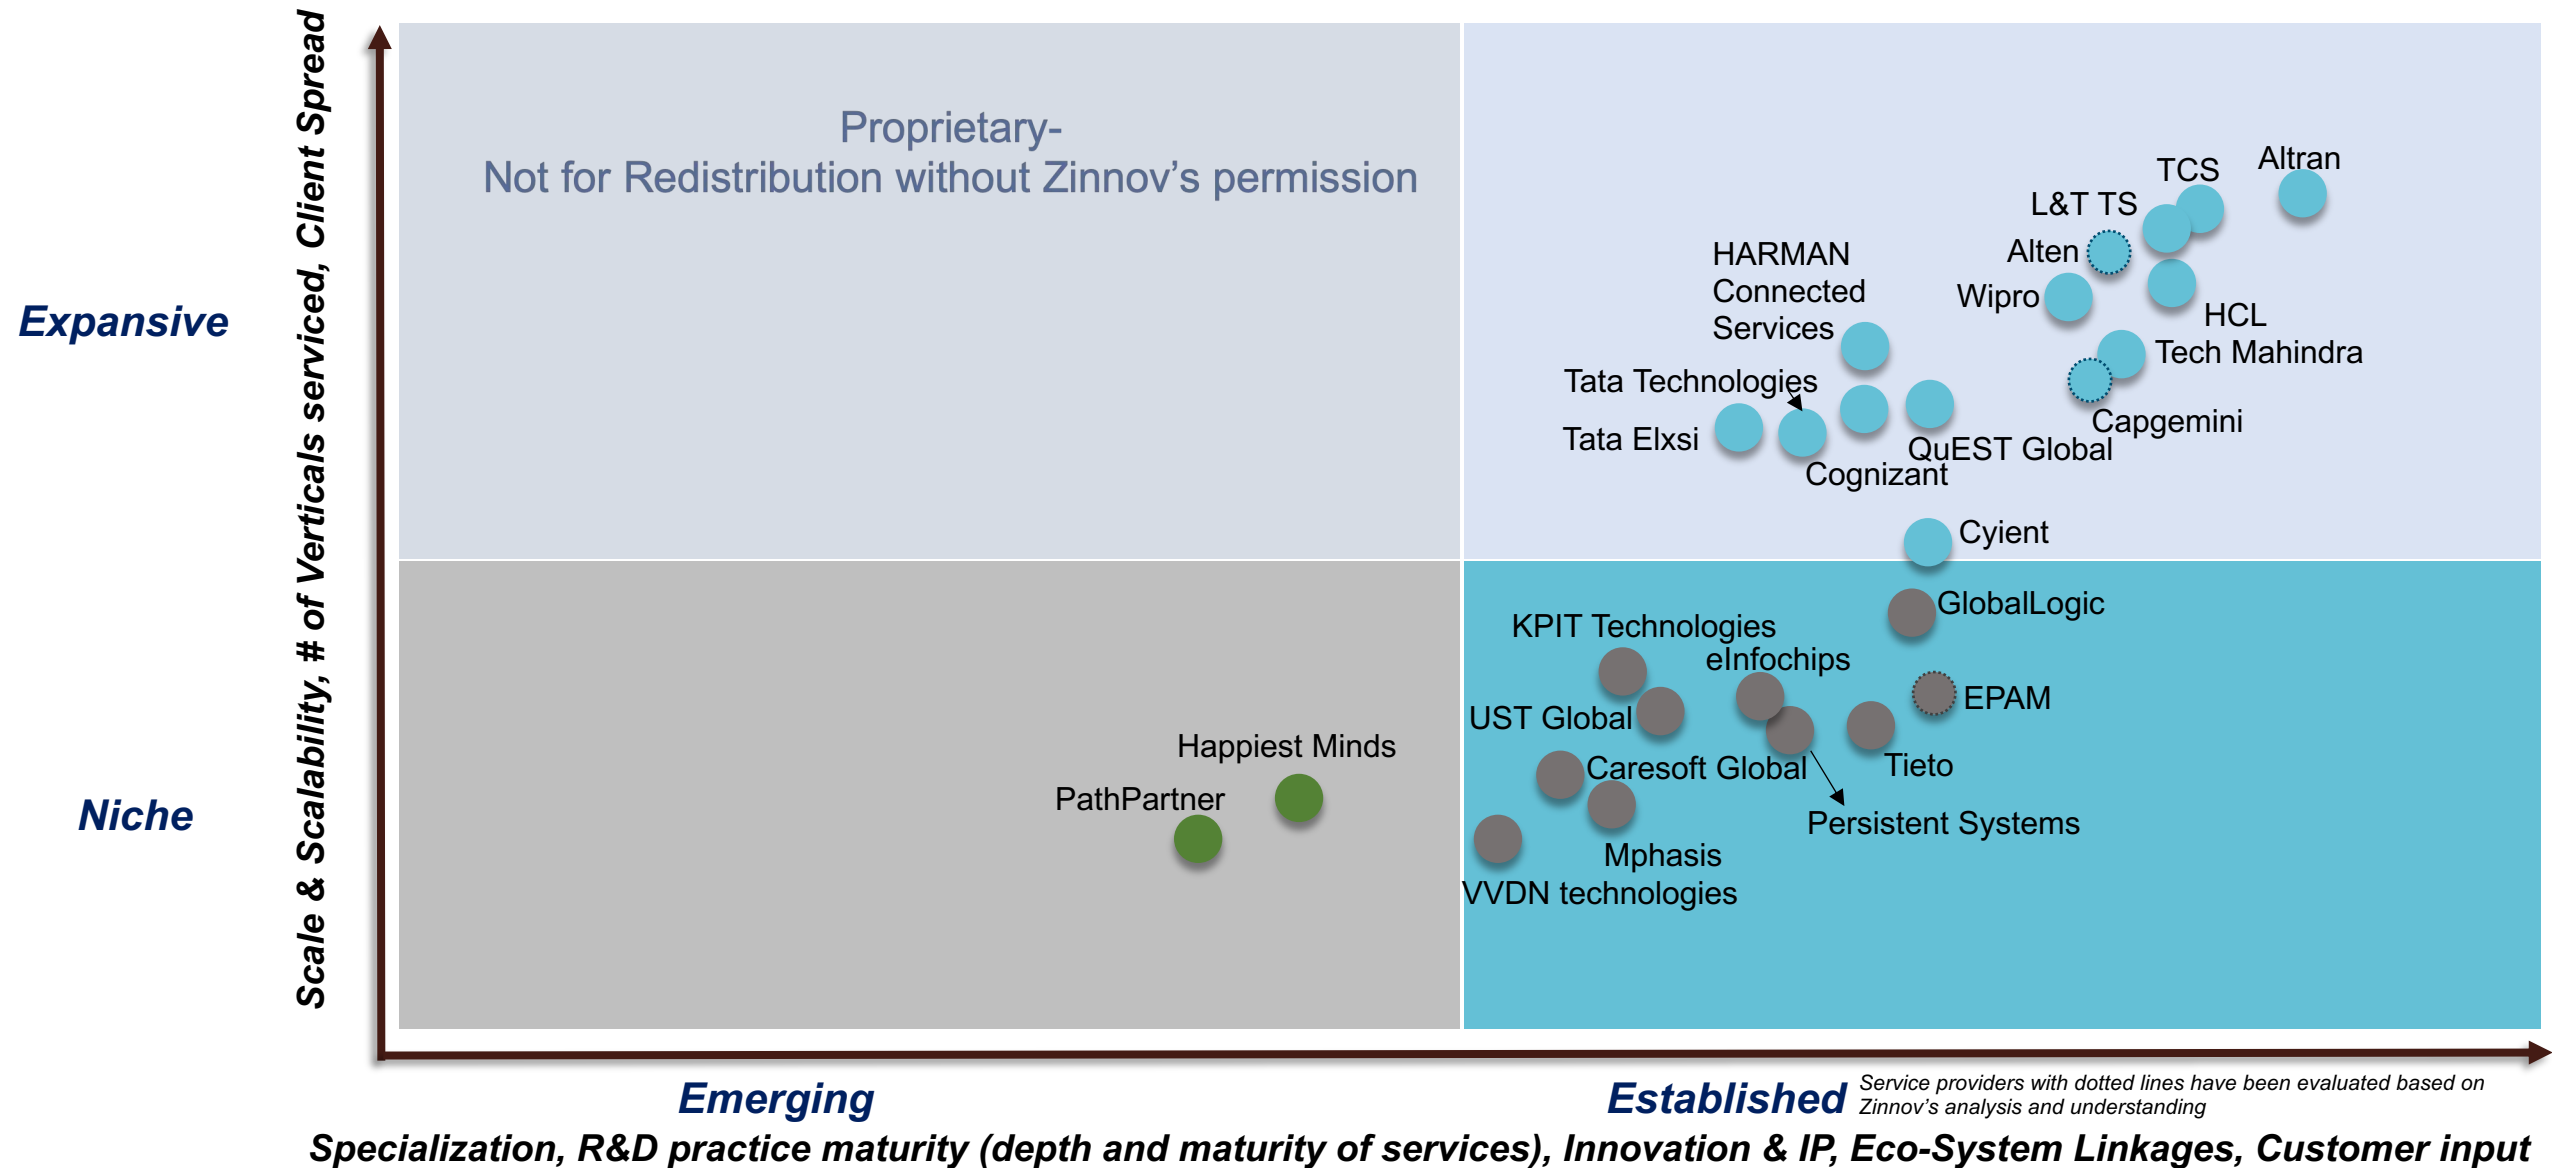 Scale & Scalability, # of Verticals serviced, Client Spread
Proprietary-
Not for Redistribution without Zinnov’s permission
Altran
TCS
L&T TS
Alten
HARMAN
Connected
Services
Wipro
HCL
Expansive
Tech Mahindra
Tata Technologies
Capgemini
Tata Elxsi
QuEST Global
Cognizant
Cyient
GlobalLogic
KPIT Technologies
eInfochips
EPAM
UST Global
Happiest Minds
Tieto
Caresoft Global
PathPartner
Niche
Persistent Systems
Mphasis
VVDN technologies
Emerging
Established
Service providers with dotted lines have been evaluated based on
Zinnov’s analysis and understanding
Specialization, R&D practice maturity (depth and maturity of services), Innovation & IP, Eco-System Linkages, Customer input